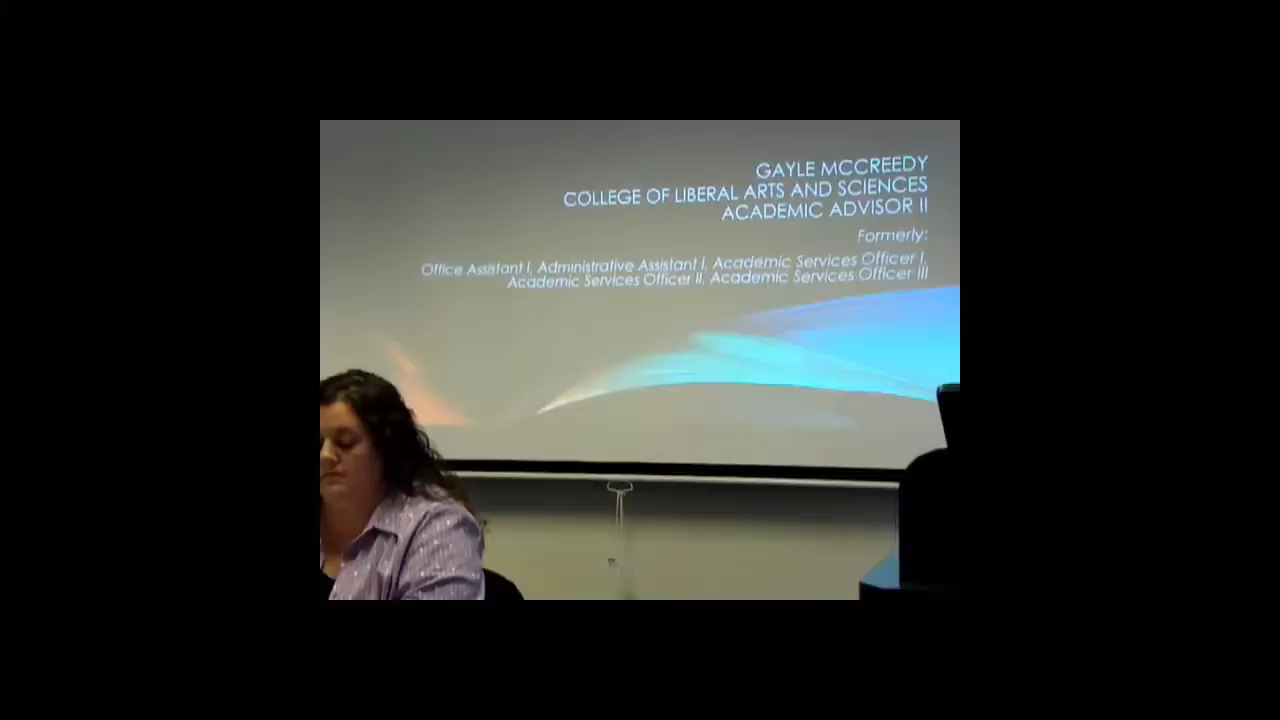 GAYLE MCCREEDY
COLLEGE OF LIBERAL ARTS AND SCIENCES
ACADEMIC ADVISOR II
Formerly:
Office Assistant I, Administrative Assistant I, Academic Services Officer I,
Academic Services Officer II, Academic Services Officer III